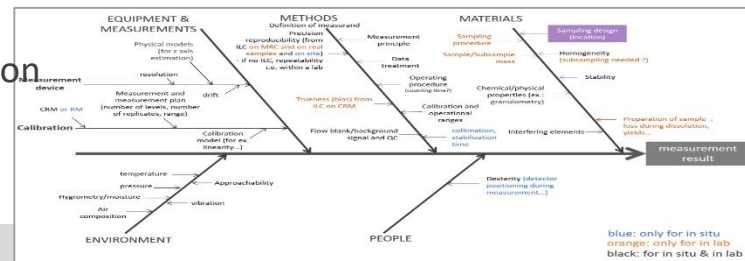 on
EQUIPMENT &
MEASUREMENTS
Physical models
(for z axis
estimation)
resolution
Measurement
device
drift
CRM or RM
Measurement and
measurement plan
(number of levels, number
of replicates, range)
Calibration
Calibration
model (for ex.
linearity...)
METHODS
Definition of measurand
Precision
- reproducibility (from
ILC on MRC and on real
samples and on site)
- if no ILC, repeatability
i.e. within a lab
Measurement
principle
Data
treatment
Operating
procedure
(counting time?)
Trueness (bias) from
ILC on CRM
Calibration and
operational
ranges
Flow blank/background
signal and QC
collimation,
stabilisation
time
MATERIALS
Sampling design
(location)
Sampling
procedure
Sample/Subsample
mass
Homogeneity
(subsampling needed ?)
Stability
Chemical/physical
properties (ex.:
granulometry)
Preparation of sample :
loss during dissolution,
yields...
Interfering elements
measurement
result
temperature
pressure
Approachability
Hygrometry/moisture
vibration
Air
composition
ENVIRONMENT
Dexterity (detector
positioning during
measurement...)
PEOPLE
blue: only for in situ
orange: only for in lab
black: for in situ & in lab